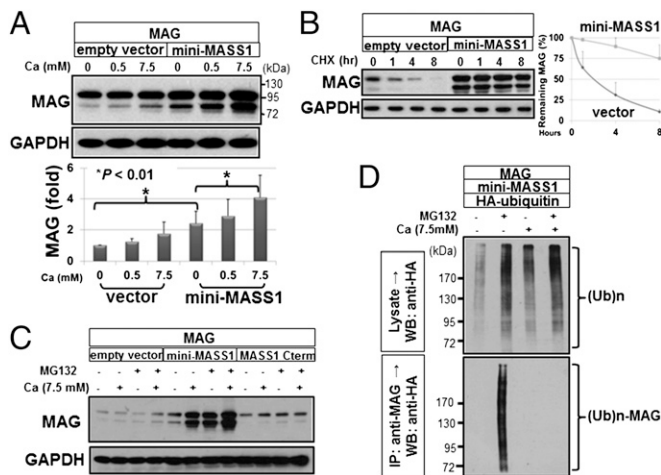 A
MAG
empty vector mini-MASS1
Ca (mM) 0 0.5 7.5 0 0.5 7.5 (kDa)
MAG
130
95
72
GAPDH
MAG (fold)
6
4
2
0
*P < 0.01
* *
Ca (mM) 0 0.5 7.5 0 0.5 7.5
vector mini-MASS1
B
MAG
empty vector mini-MASS1
CHX (hr) 0 1 4 8 0 1 4 8
MAG
GAPDH
mini-MASS1
Remaining MAG (%)
100
75
50
25
0
vector
Hours 0 4 8
C
MAG
empty vector mini-MASS1 MASS1 Cterm
MG132 - - + + - - + + - - + +
Ca (7.5 mM) - + - + - + - + - + - +
MAG
GAPDH
D
MAG
mini-MASS1
HA-ubiquitin
MG132 - + - +
Ca (7.5mM) - - + +
(kDa)
Lysate →
WB: anti-HA
170
130
95
72
(Ub)n
IP: anti-MAG →
WB: anti-HA
170
130
95
72
(Ub)n-MAG